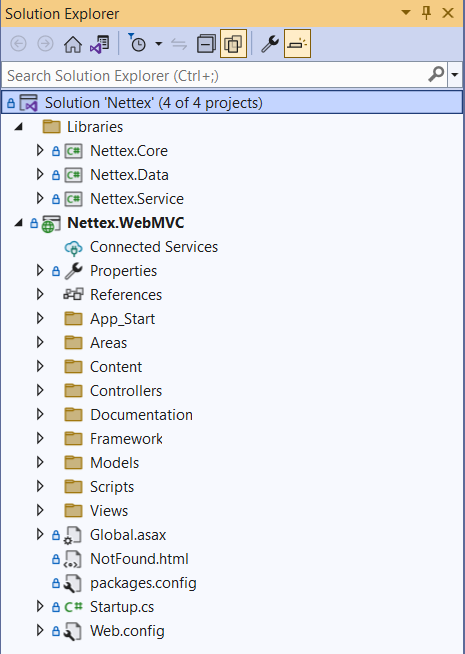 Solution Explorer
Search Solution Explorer (Ctrl+;)
Solution 'Nettex' (4 of 4 projects)
Libraries
C# Nettex.Core
C# Nettex.Data
C# Nettex.Service
Nettex.WebMVC
Connected Services
Properties
References
App_Start
Areas
Content
Controllers
Documentation
Framework
Models
Scripts
Views
Global.asax
NotFound.html
packages.config
C# Startup.cs
Web.config